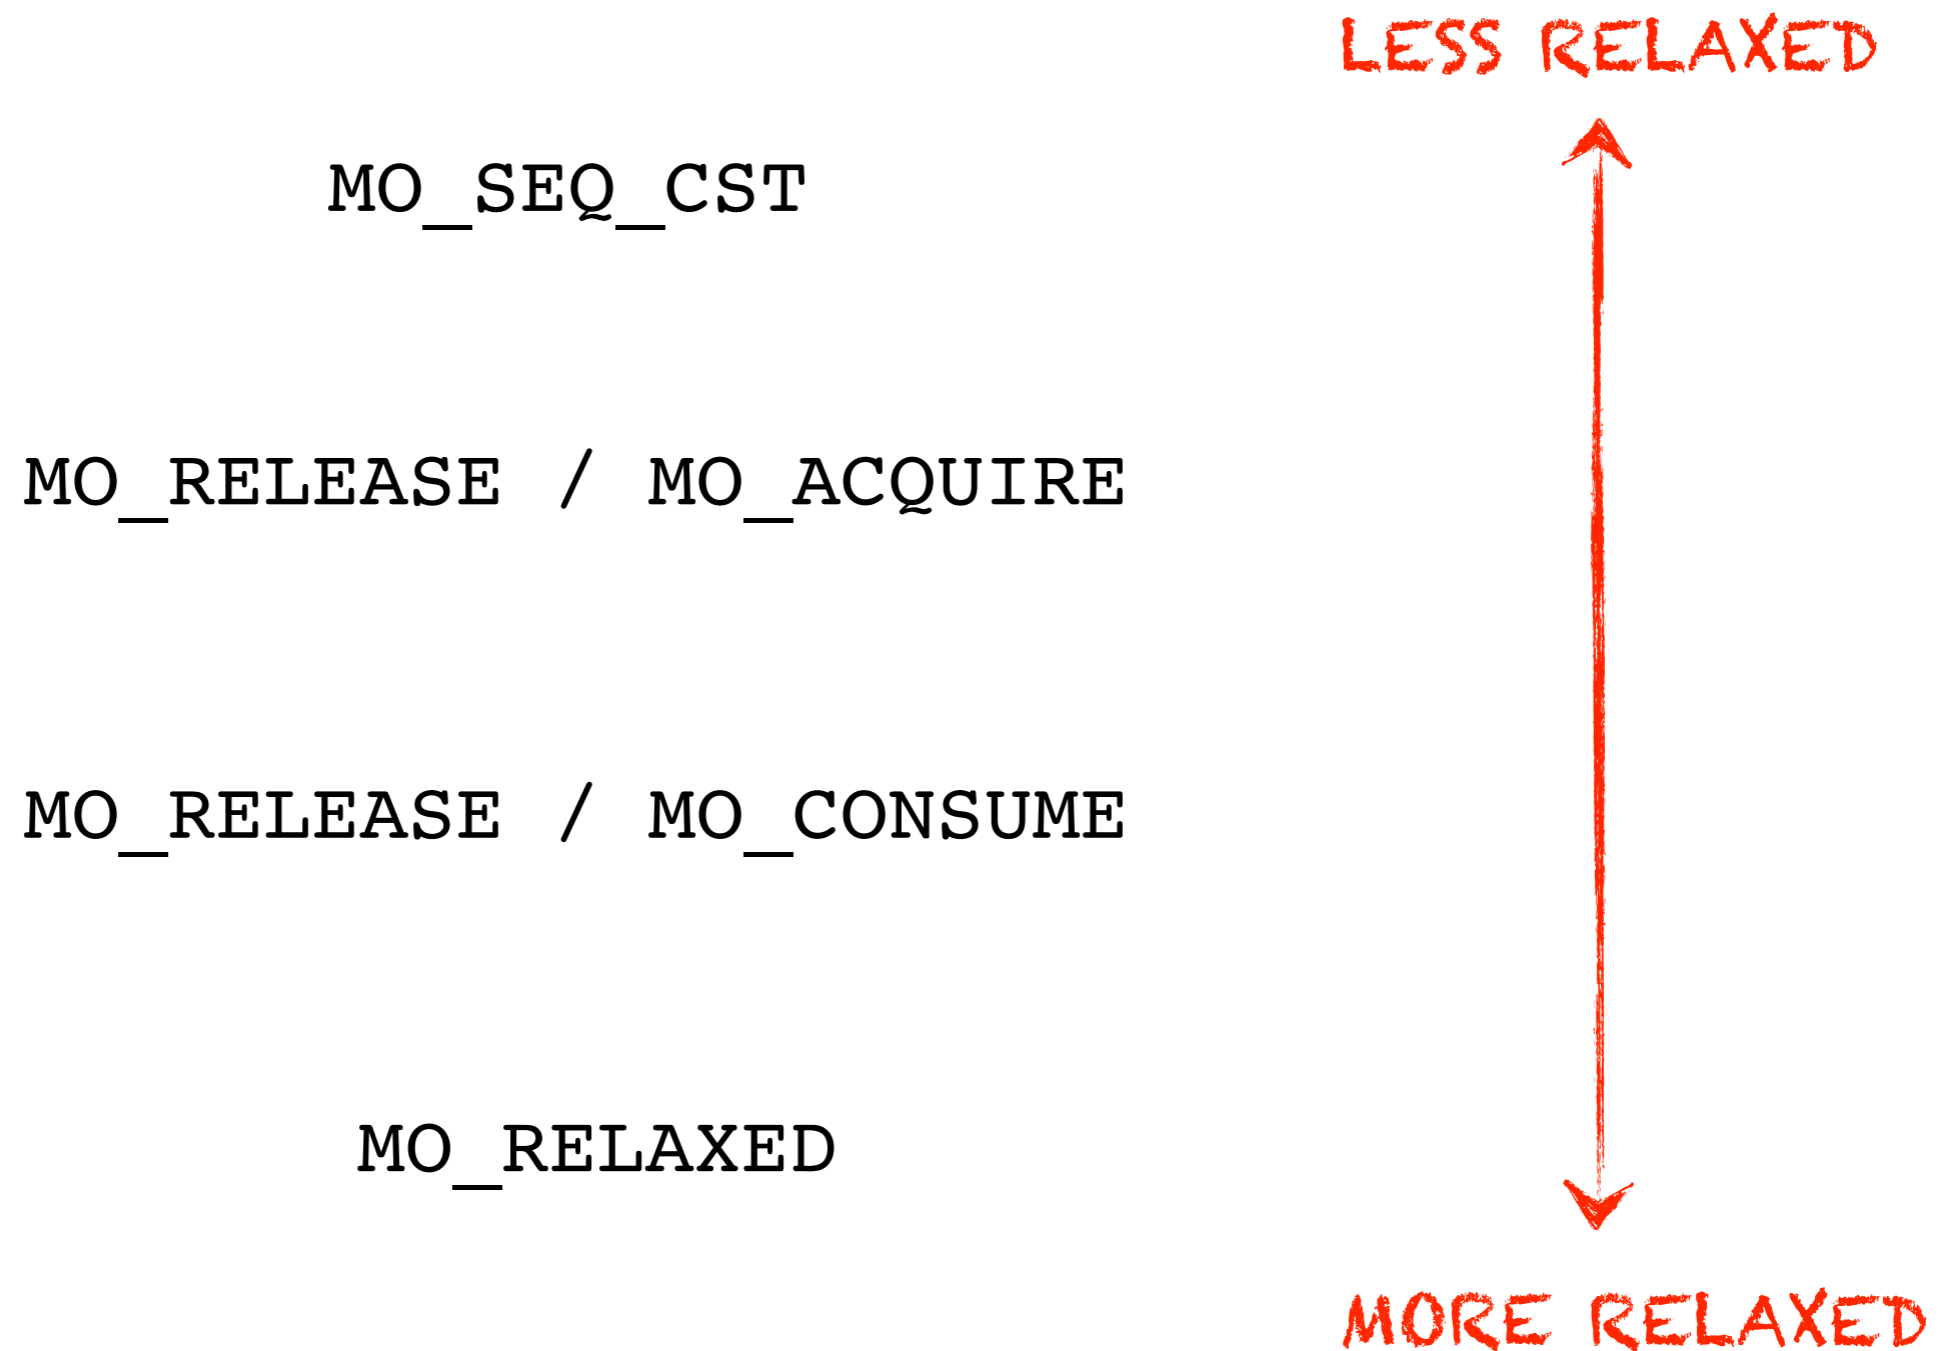 LESS RELAXED
MO_SEQ_CST
MO_RELEASE / MO_ACQUIRE
MO_RELEASE / MO_CONSUME
MO_RELAXED
MORE RELAXED